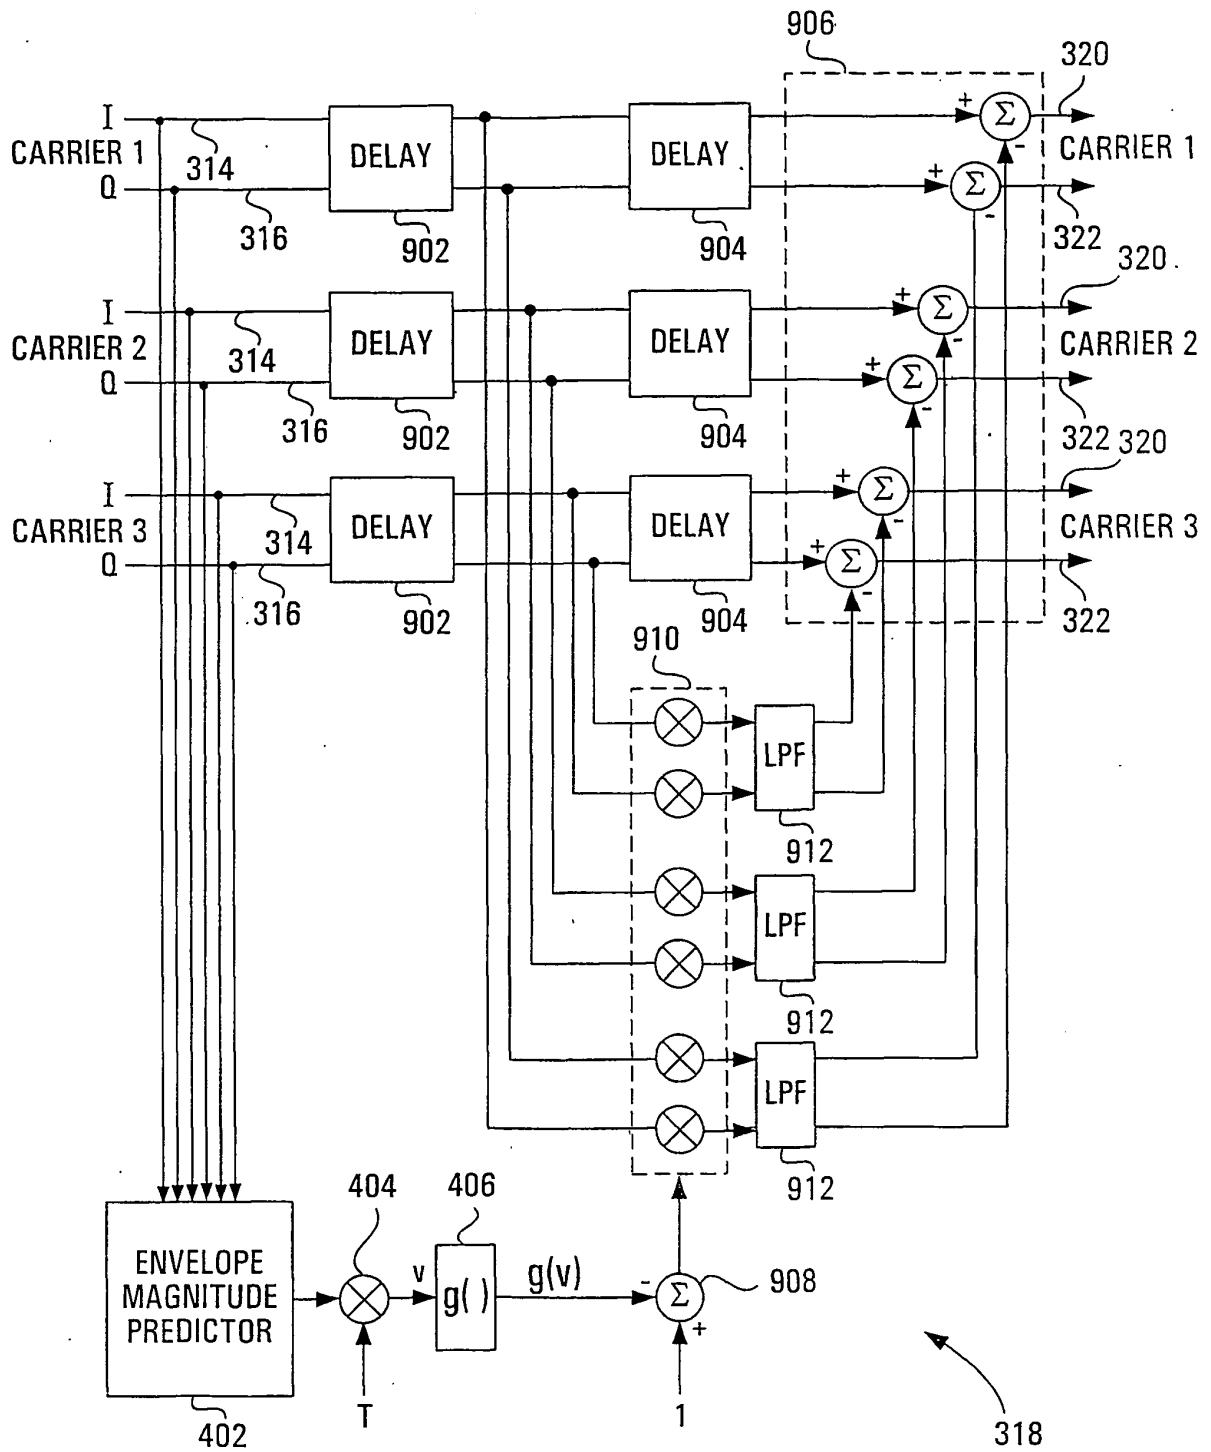 906
320
I
CARRIER 1
Q
314
316
DELAY
902
DELAY
904
+
Σ
-
+
Σ
-
CARRIER 1
322
320
I
CARRIER 2
Q
314
316
DELAY
902
DELAY
904
+
Σ
-
+
Σ
-
CARRIER 2
322
320
I
CARRIER 3
Q
314
316
DELAY
902
DELAY
904
+
Σ
-
+
Σ
-
CARRIER 3
322
910
LPF
912
LPF
912
LPF
912
ENVELOPE
MAGNITUDE
PREDICTOR
402
404
T
v
406
g( )
g(v)
-
Σ
+
908
1
318